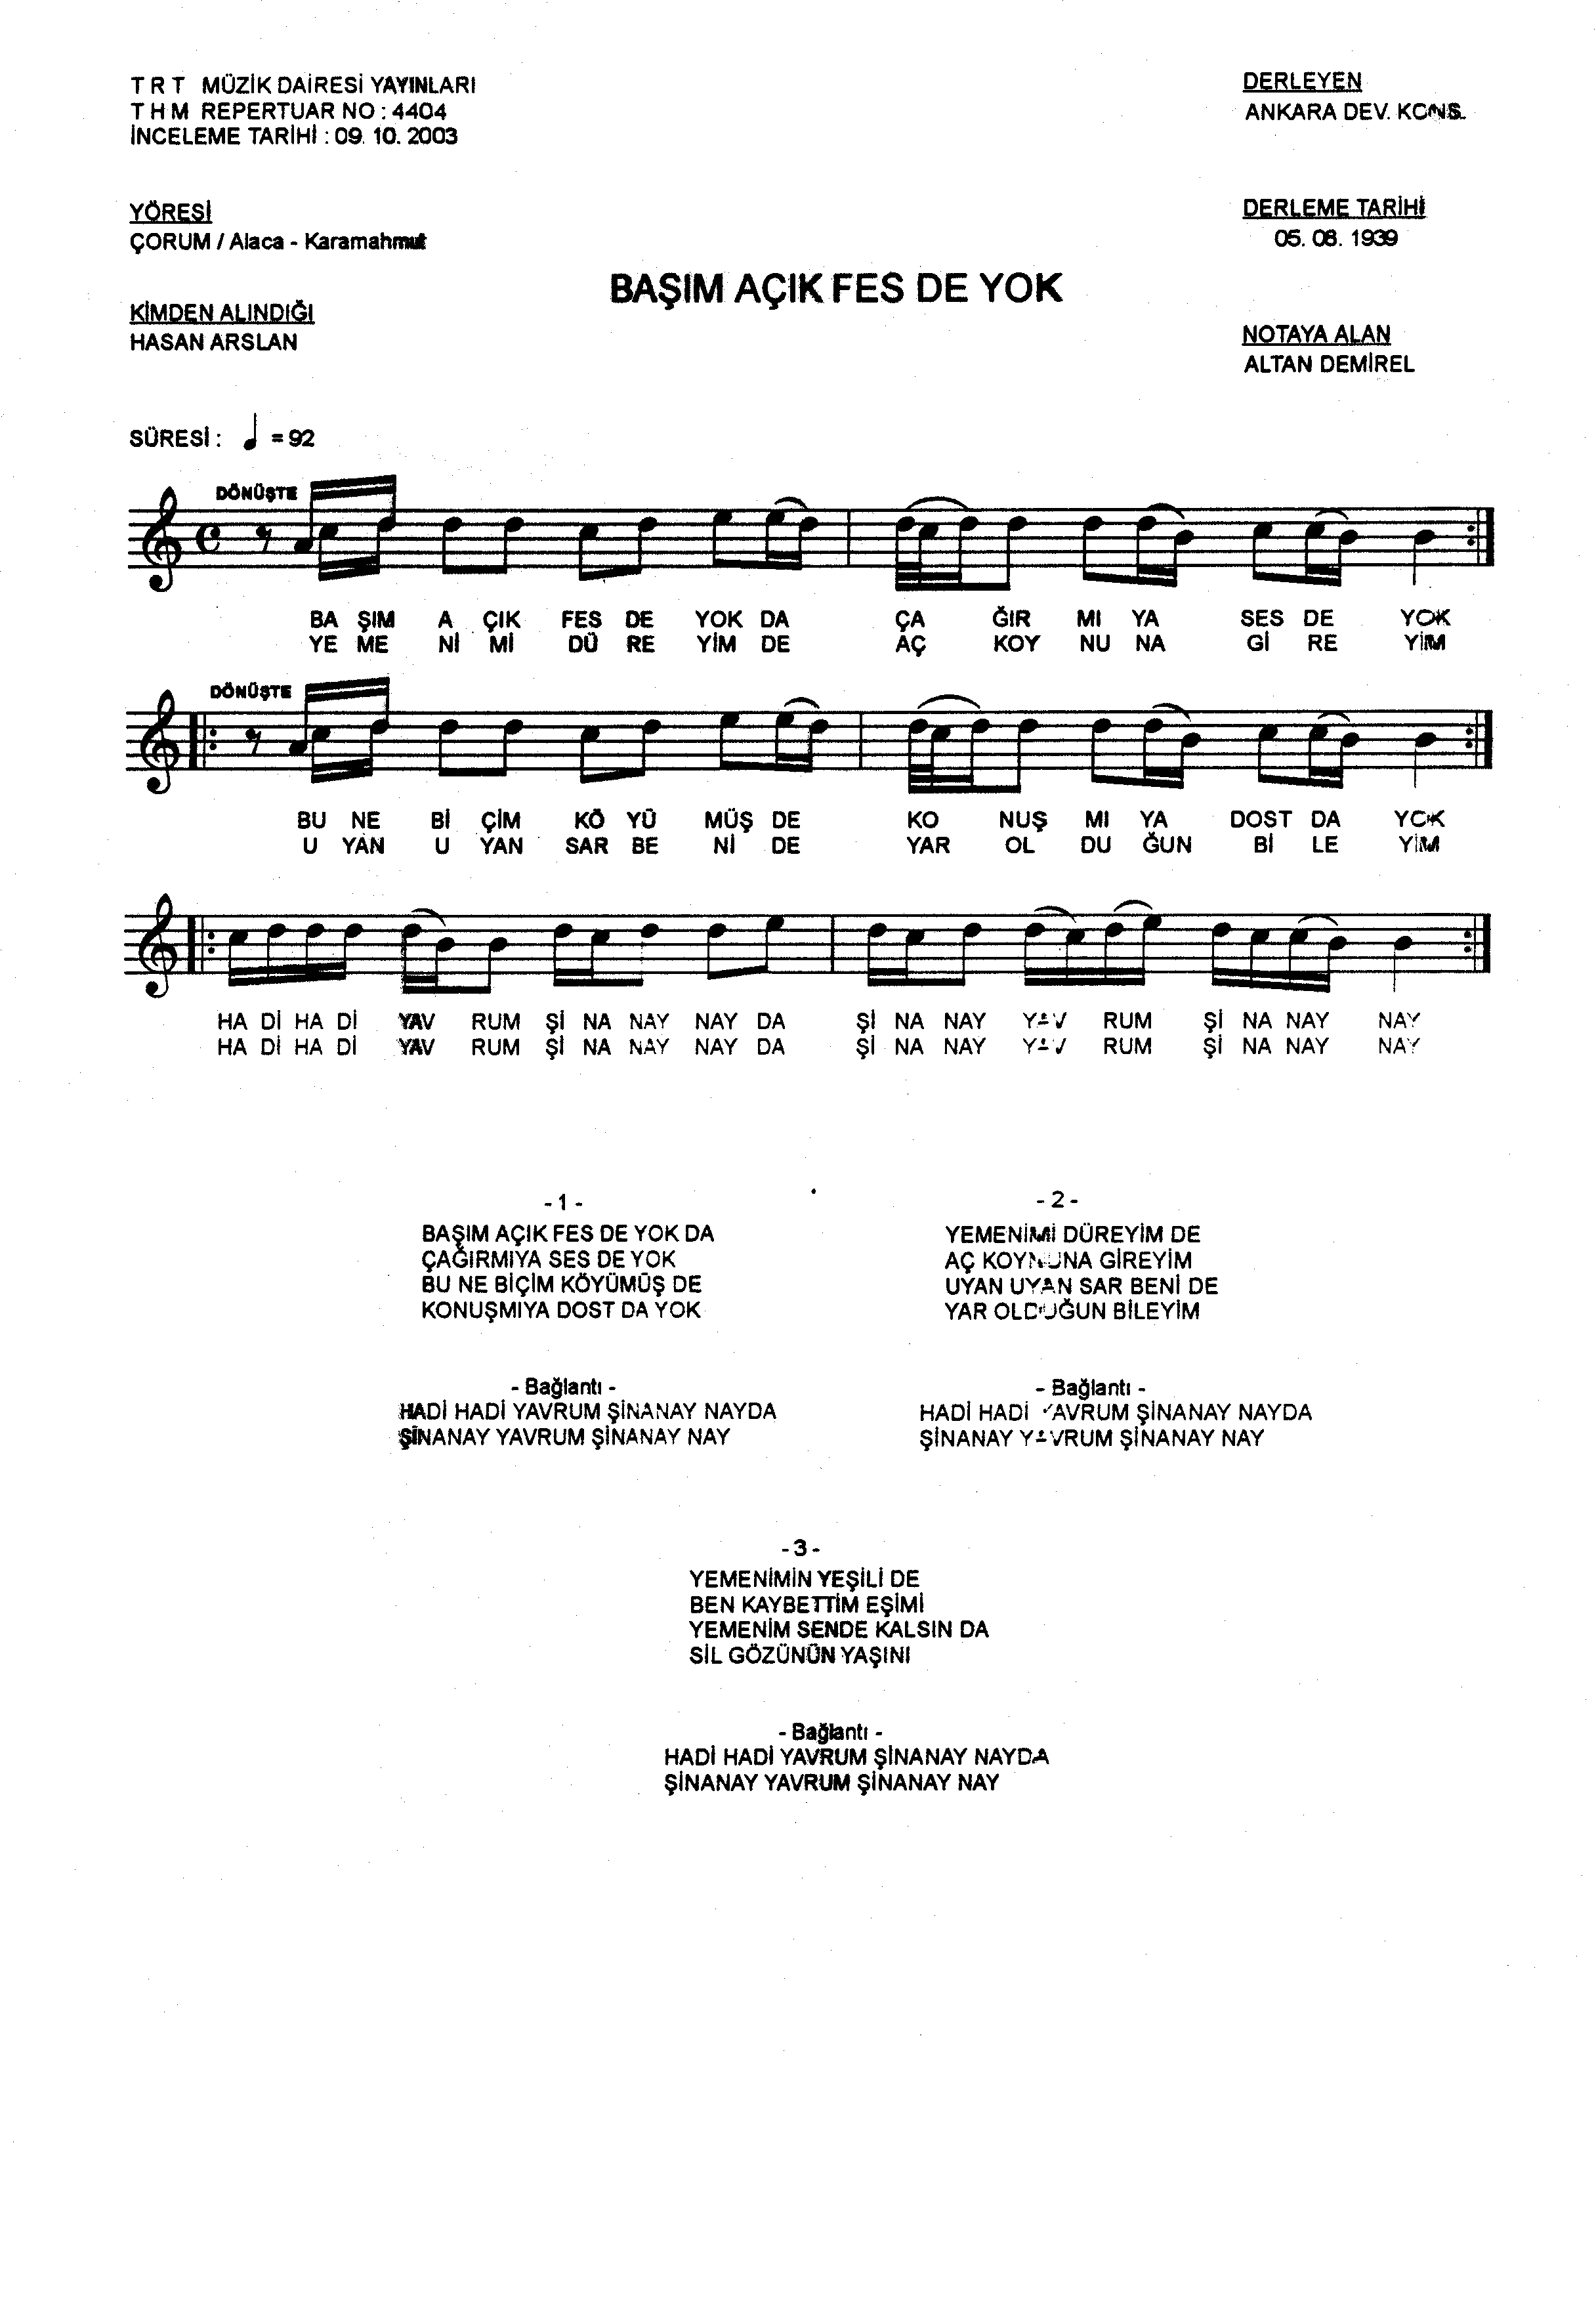 T R T MÜZİK DAİRESİ YAYINLARI
T H M REPERTUAR NO : 4404
İNCELEME TARİHİ : 09. 10. 2003
DERLEYEN
ANKARA DEV. KONS.
YÖRESİ
ÇORUM / Alaca - Karamahmut
DERLEME TARİHİ
05. 08. 1939
BAŞIM AÇIK FES DE YOK
KİMDEN ALINDIĞI
HASAN ARSLAN
NOTAYA ALAN
ALTAN DEMİREL
SÜRESİ : = 92
DÖNÜŞTE
BA ŞIM A ÇIK FES DE YOK DA ÇA ĞIR MI YA SES DE YOK
YE ME Nİ Mİ DÜ RE YİM DE AÇ KOY NU NA Gİ RE YİM
DÖNÜŞTE
BU NE Bİ ÇİM KÖ YÜ MÜŞ DE KO NUŞ MI YA DOST DA YOK
U YAN U YAN SAR BE Nİ DE YAR OL DU ĞUN Bİ LE YİM
HA Dİ HA Dİ YAV RUM Şİ NA NAY NAY DA Şİ NA NAY YAV RUM Şİ NA NAY NAY
HA Dİ HA Dİ YAV RUM Şİ NA NAY NAY DA Şİ NA NAY YAV RUM Şİ NA NAY NAY
- 1 -
BAŞIM AÇIK FES DE YOK DA
ÇAĞIRMIYA SES DE YOK
BU NE BİÇİM KÖYÜMÜŞ DE
KONUŞMIYA DOST DA YOK
- Bağlantı -
HADİ HADİ YAVRUM ŞİNANAY NAYDA
ŞİNANAY YAVRUM ŞİNANAY NAY
- 2 -
YEMENİMİ DÜREYİM DE
AÇ KOYNUNA GİREYİM
UYAN UYAN SAR BENİ DE
YAR OLDUĞUN BİLEYİM
- Bağlantı -
HADİ HADİ YAVRUM ŞİNANAY NAYDA
ŞİNANAY YAVRUM ŞİNANAY NAY
- 3 -
YEMENİMİN YEŞİLİ DE
BEN KAYBETTİM EŞİMİ
YEMENİM SENDE KALSIN DA
SİL GÖZÜNÜN YAŞINI
- Bağlantı -
HADİ HADİ YAVRUM ŞİNANAY NAYDA
ŞİNANAY YAVRUM ŞİNANAY NAY